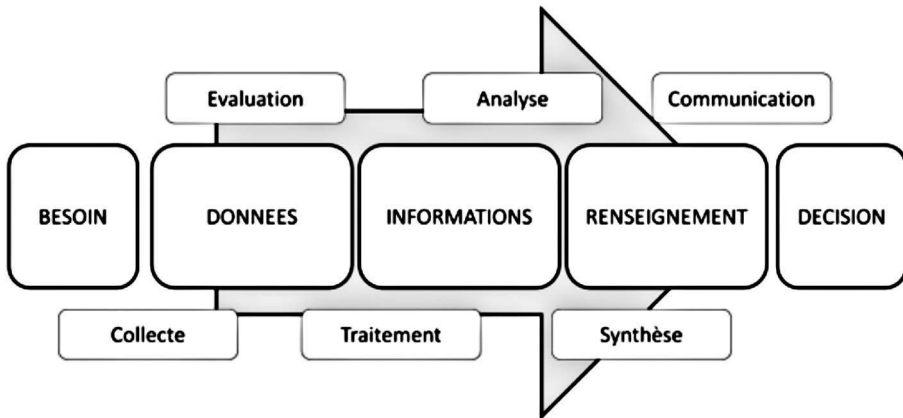 Evaluation
Analyse
Communication
BESOIN
DONNEES
INFORMATIONS
RENSEIGNEMENT
DECISION
Collecte
Traitement
Synthèse